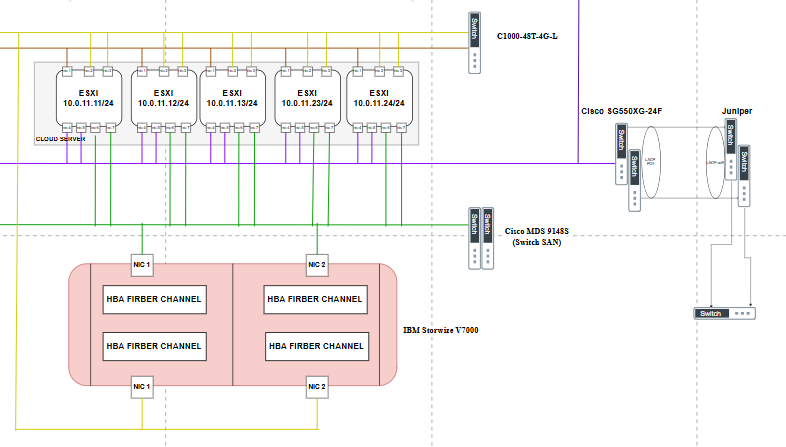 Switch
C1000-48T-4G-L
ESXI
10.0.11.11/24
ESXI
10.0.11.12/24
ESXI
10.0.11.13/24
ESXI
10.0.11.23/24
ESXI
10.0.11.24/24
CLOUD SERVER
Cisco SG550XG-24F
Juniper
Switch
Switch
LACP
Switch
Switch
Switch
Switch
Cisco MDS 9148S
(Switch SAN)
NIC 1
NIC 2
HBA FIRBER CHANNEL
HBA FIRBER CHANNEL
Switch
IBM Storwire V7000
HBA FIRBER CHANNEL
HBA FIRBER CHANNEL
NIC 1
NIC 2